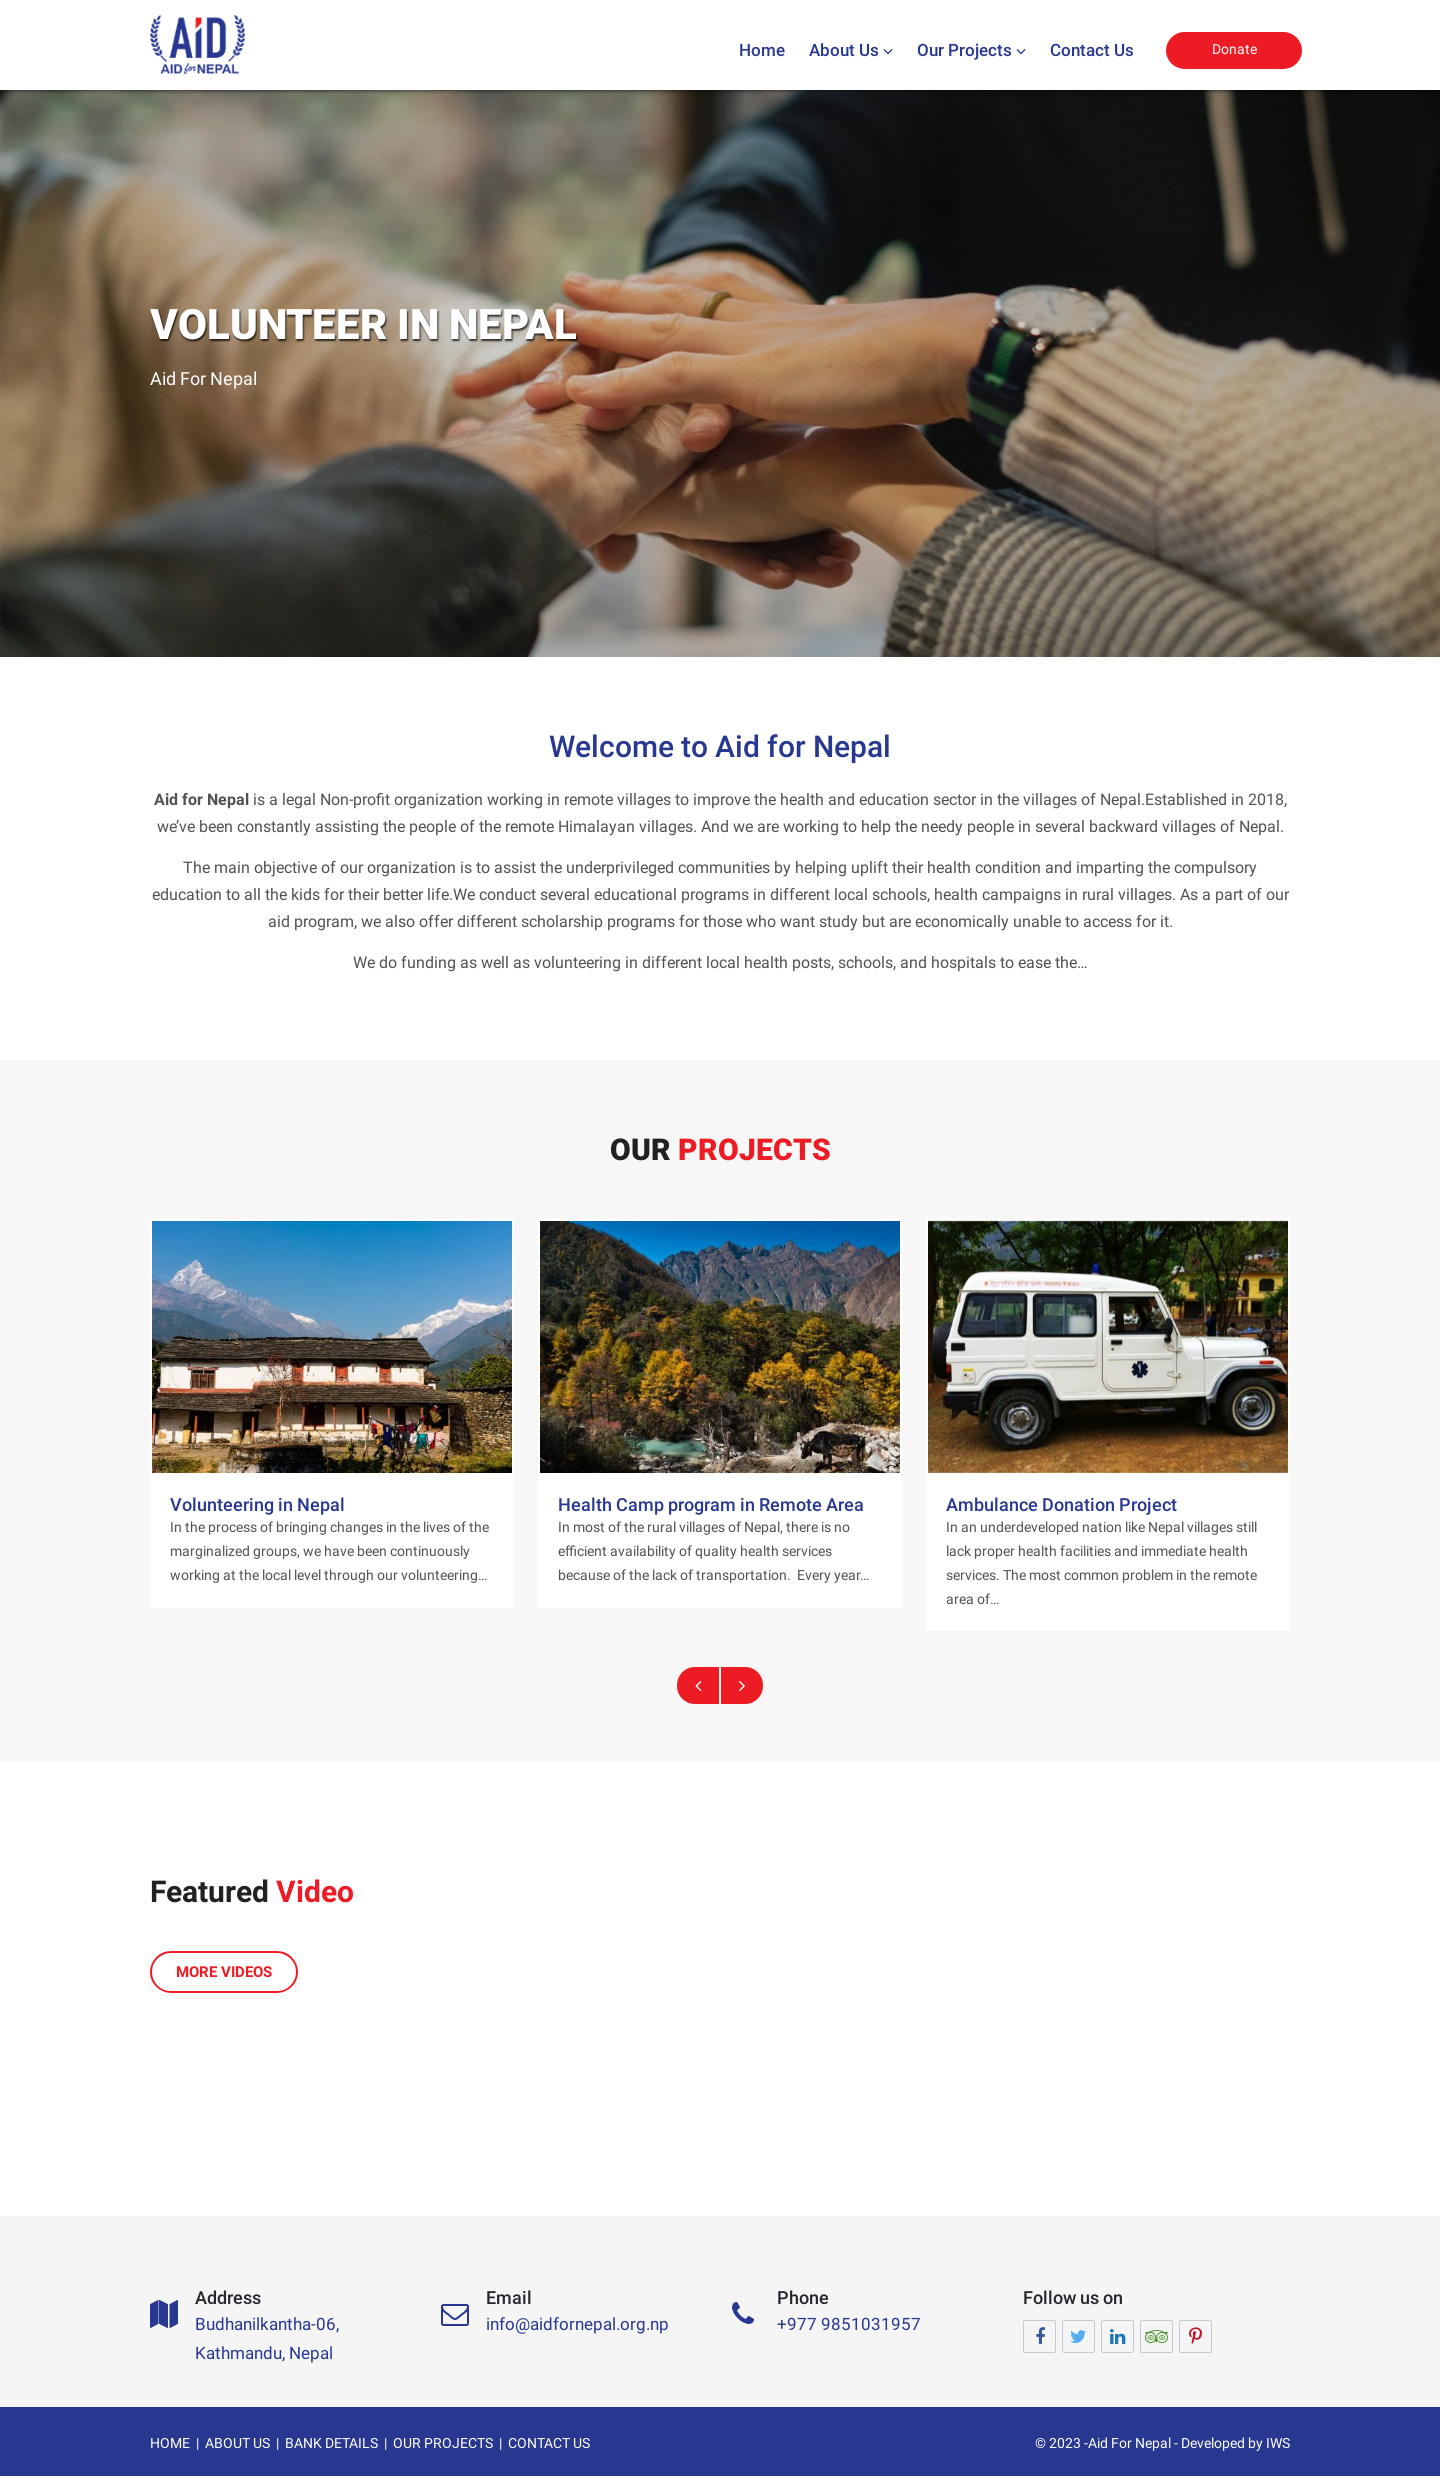 AiD
AID for NEPAL
Home About Us Our Projects Contact Us Donate
VOLUNTEER IN NEPAL
Aid For Nepal
Welcome to Aid for Nepal
Aid for Nepal is a legal Non-profit organization working in remote villages to improve the health and education sector in the villages of Nepal.Established in 2018,
we’ve been constantly assisting the people of the remote Himalayan villages. And we are working to help the needy people in several backward villages of Nepal.
The main objective of our organization is to assist the underprivileged communities by helping uplift their health condition and imparting the compulsory
education to all the kids for their better life.We conduct several educational programs in different local schools, health campaigns in rural villages. As a part of our
aid program, we also offer different scholarship programs for those who want study but are economically unable to access for it.
We do funding as well as volunteering in different local health posts, schools, and hospitals to ease the…
OUR PROJECTS
Volunteering in Nepal
In the process of bringing changes in the lives of the
marginalized groups, we have been continuously
working at the local level through our volunteering…
Health Camp program in Remote Area
In most of the rural villages of Nepal, there is no
efficient availability of quality health services
because of the lack of transportation.  Every year…
Ambulance Donation Project
In an underdeveloped nation like Nepal villages still
lack proper health facilities and immediate health
services. The most common problem in the remote
area of…
Featured Video
MORE VIDEOS
Address
Budhanilkantha-06,
Kathmandu, Nepal
Email
info@aidfornepal.org.np
Phone
+977 9851031957
Follow us on
HOME | ABOUT US | BANK DETAILS | OUR PROJECTS | CONTACT US
© 2023 -Aid For Nepal - Developed by IWS